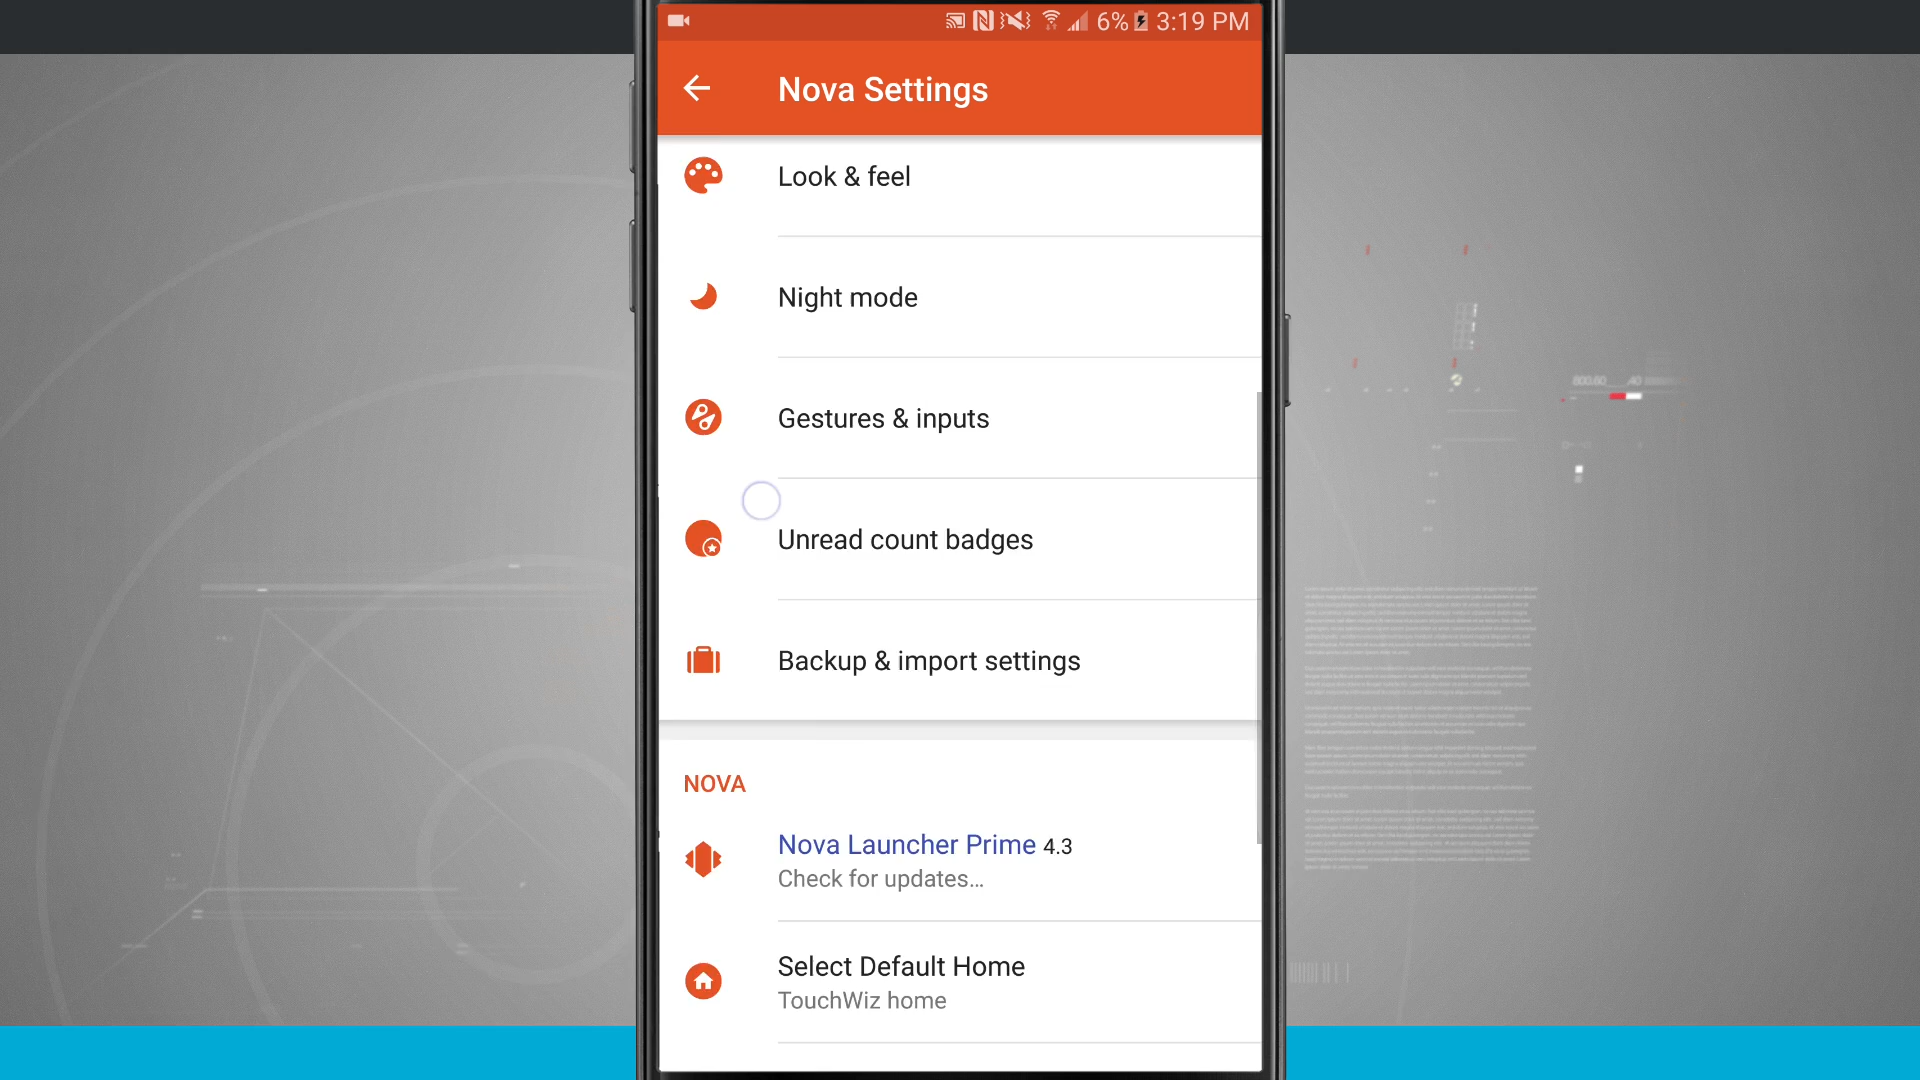 6% 3:19 PM
Nova Settings
Look & feel
Night mode
Gestures & inputs
Unread count badges
Backup & import settings
NOVA
Nova Launcher Prime 4.3
Check for updates...
Select Default Home
TouchWiz home